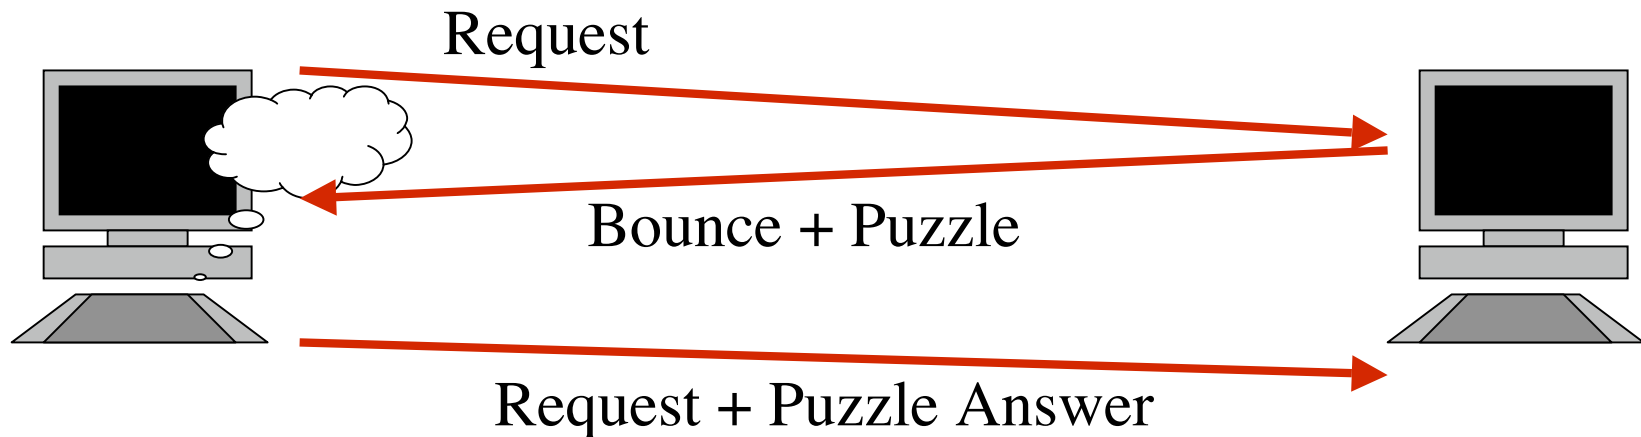 Request
Bounce + Puzzle
Request + Puzzle Answer